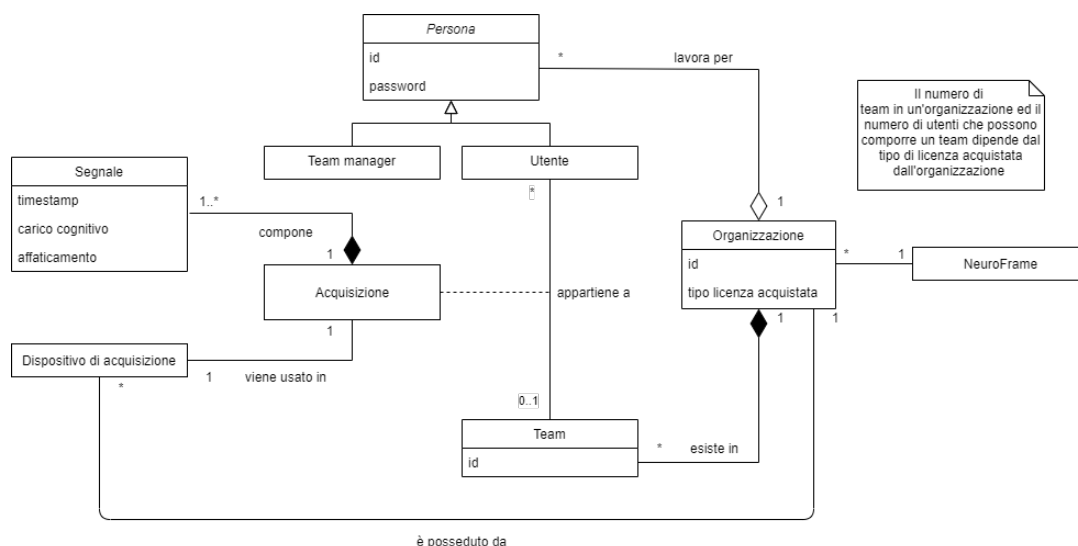 Persona
id
password
*
lavora per
Il numero di
team in un'organizzazione ed il
numero di utenti che possono
comporre un team dipende dal
tipo di licenza acquistata
dall'organizzazione
Team manager
Utente
*
Segnale
timestamp
carico cognitivo
affaticamento
1..*
compone
1
1
Organizzazione
id
tipo licenza acquistata
*
1
NeuroFrame
Acquisizione
appartiene a
1
1
1
Dispositivo di acquisizione
*
1
viene usato in
0..1
Team
id
*
esiste in
è posseduto da